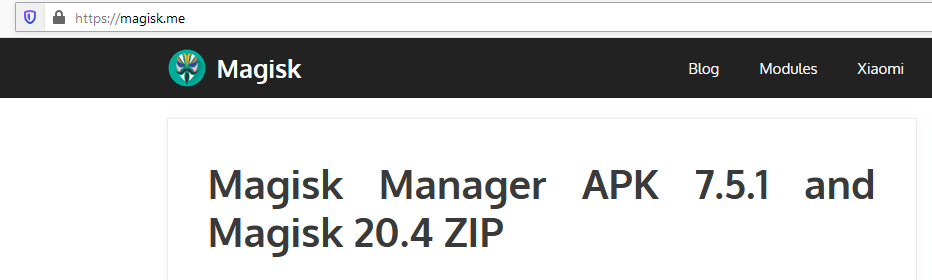 https://magisk.me
Magisk
Blog
Modules
Xiaomi
Magisk Manager APK 7.5.1 and
Magisk 20.4 ZIP